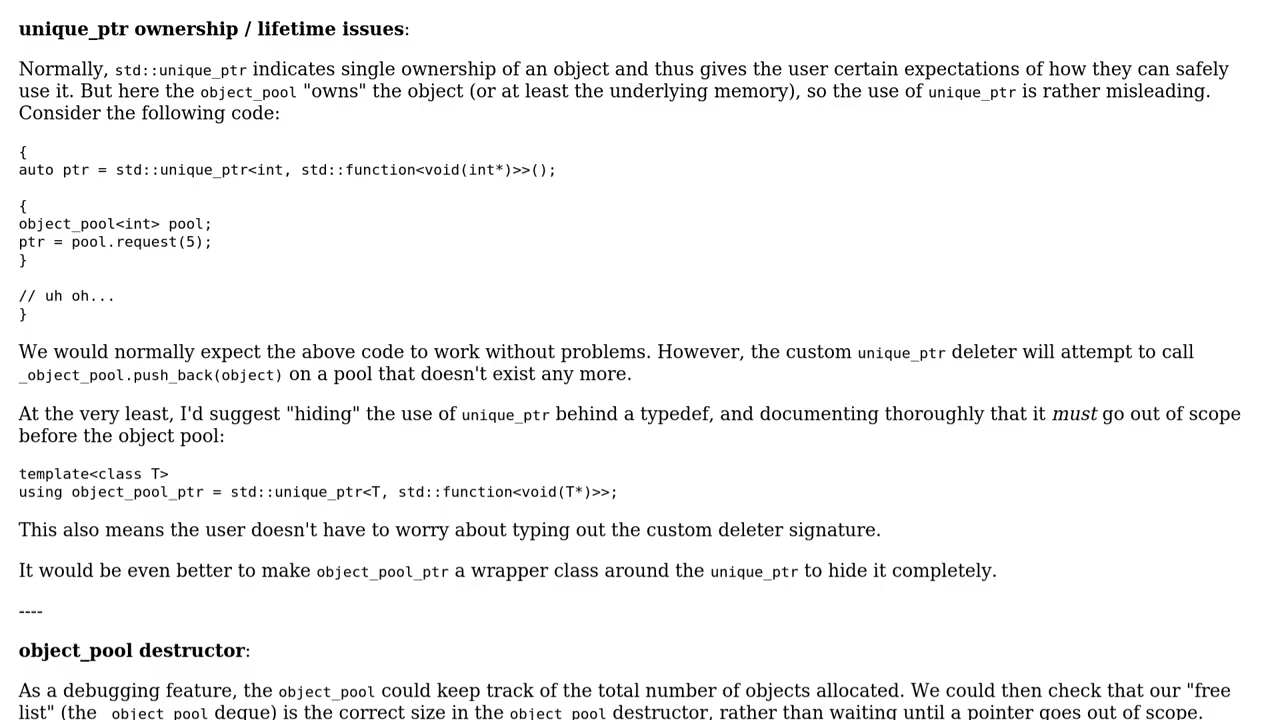 unique_ptr ownership / lifetime issues:
Normally, std::unique_ptr indicates single ownership of an object and thus gives the user certain expectations of how they can safely
use it. But here the object_pool "owns" the object (or at least the underlying memory), so the use of unique_ptr is rather misleading.
Consider the following code:
{
auto ptr = std::unique_ptr<int, std::function<void(int*)>>();
{
object_pool<int> pool;
ptr = pool.request(5);
}
// uh oh...
}
We would normally expect the above code to work without problems. However, the custom unique_ptr deleter will attempt to call
_object_pool.push_back(object) on a pool that doesn't exist any more.
At the very least, I'd suggest "hiding" the use of unique_ptr behind a typedef, and documenting thoroughly that it must go out of scope
before the object pool:
template<class T>
using object_pool_ptr = std::unique_ptr<T, std::function<void(T*)>>;
This also means the user doesn't have to worry about typing out the custom deleter signature.
It would be even better to make object_pool_ptr a wrapper class around the unique_ptr to hide it completely.
----
object_pool destructor:
As a debugging feature, the object_pool could keep track of the total number of objects allocated. We could then check that our "free
list" (the _object_pool deque) is the correct size in the object_pool destructor, rather than waiting until a pointer goes out of scope.